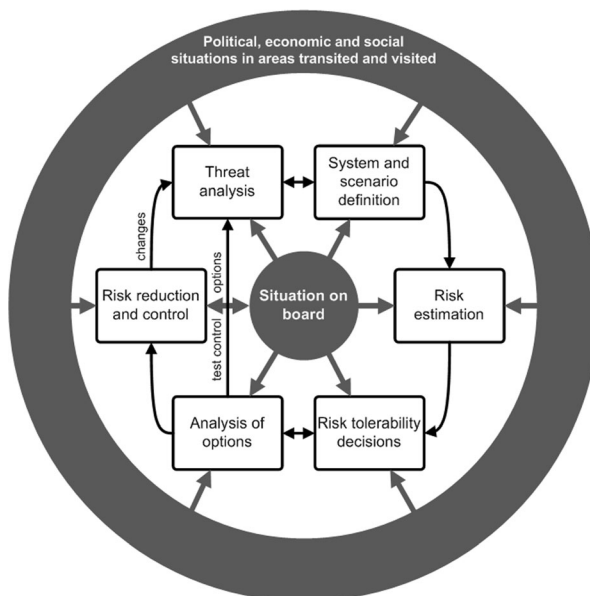 Political, economic and social
situations in areas transited and visited
Threat
analysis
System and
scenario
definition
changes
options
Risk reduction
and control
Situation on
board
Risk
estimation
test control
Analysis of
options
Risk tolerability
decisions